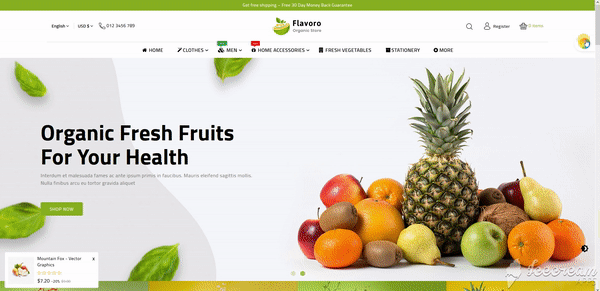 Get free shipping – Free 30 Day Money Back Guarantee
English
USD $
012 3456 789
Flavoro
Organic Store
Register
0 items
HOME
CLOTHES
MEN
HOME ACCESSORIES
FRESH VEGETABLES
STATIONERY
MORE
Organic Fresh Fruits
For Your Health
Interdum et malesuada fames ac ante ipsum primis in faucibus. Mauris eleifend sagittis mollis.
Nulla finibus arcu eu tortor gravida aliquet
SHOP NOW
Mountain Fox - Vector
Graphics
x
$7.20 -20%